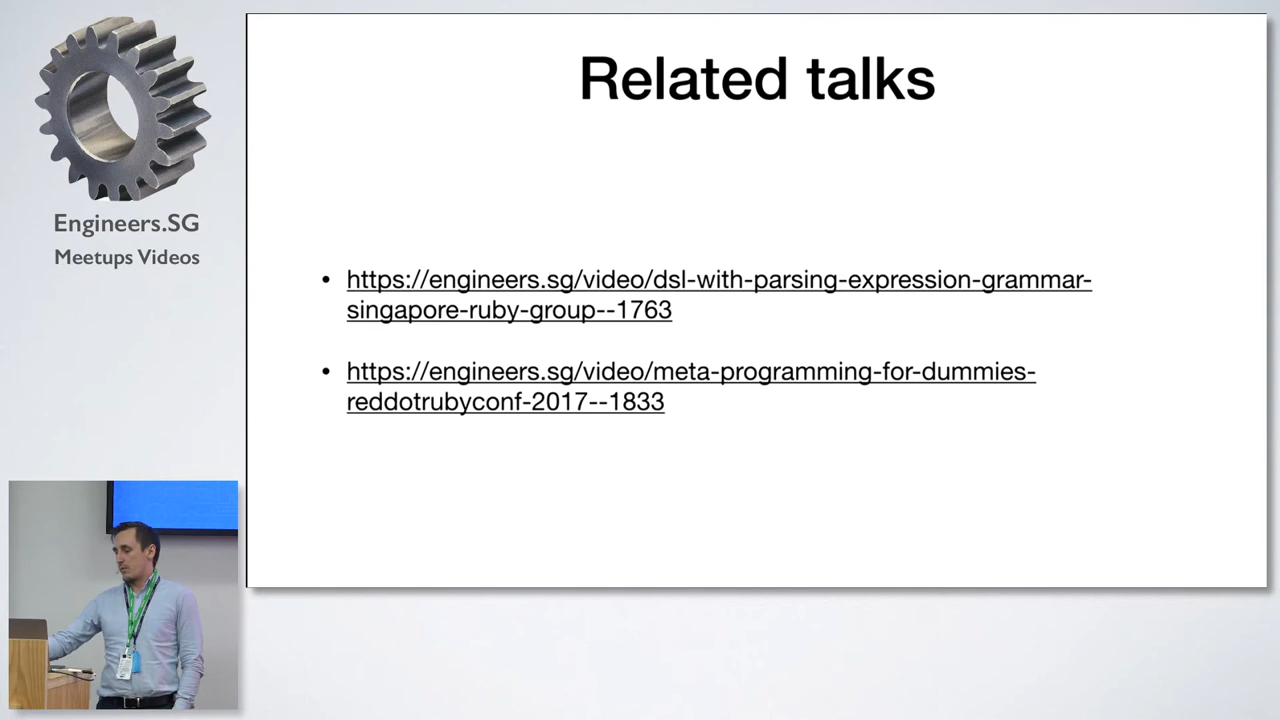 Engineers.SG
Meetups Videos
Related talks
• https://engineers.sg/video/dsl-with-parsing-expression-grammar-
singapore-ruby-group--1763
• https://engineers.sg/video/meta-programming-for-dummies-
reddotrubyconf-2017--1833